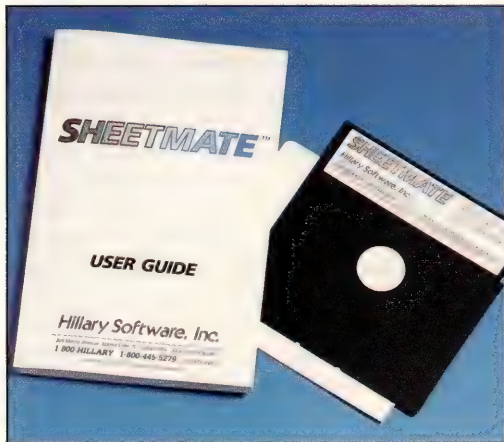 SHEETMATE™
USER GUIDE
Hillary Software, Inc.
1 800 HILLARY 1-800-445-5279
SHEETMATE
Hillary Software, Inc.